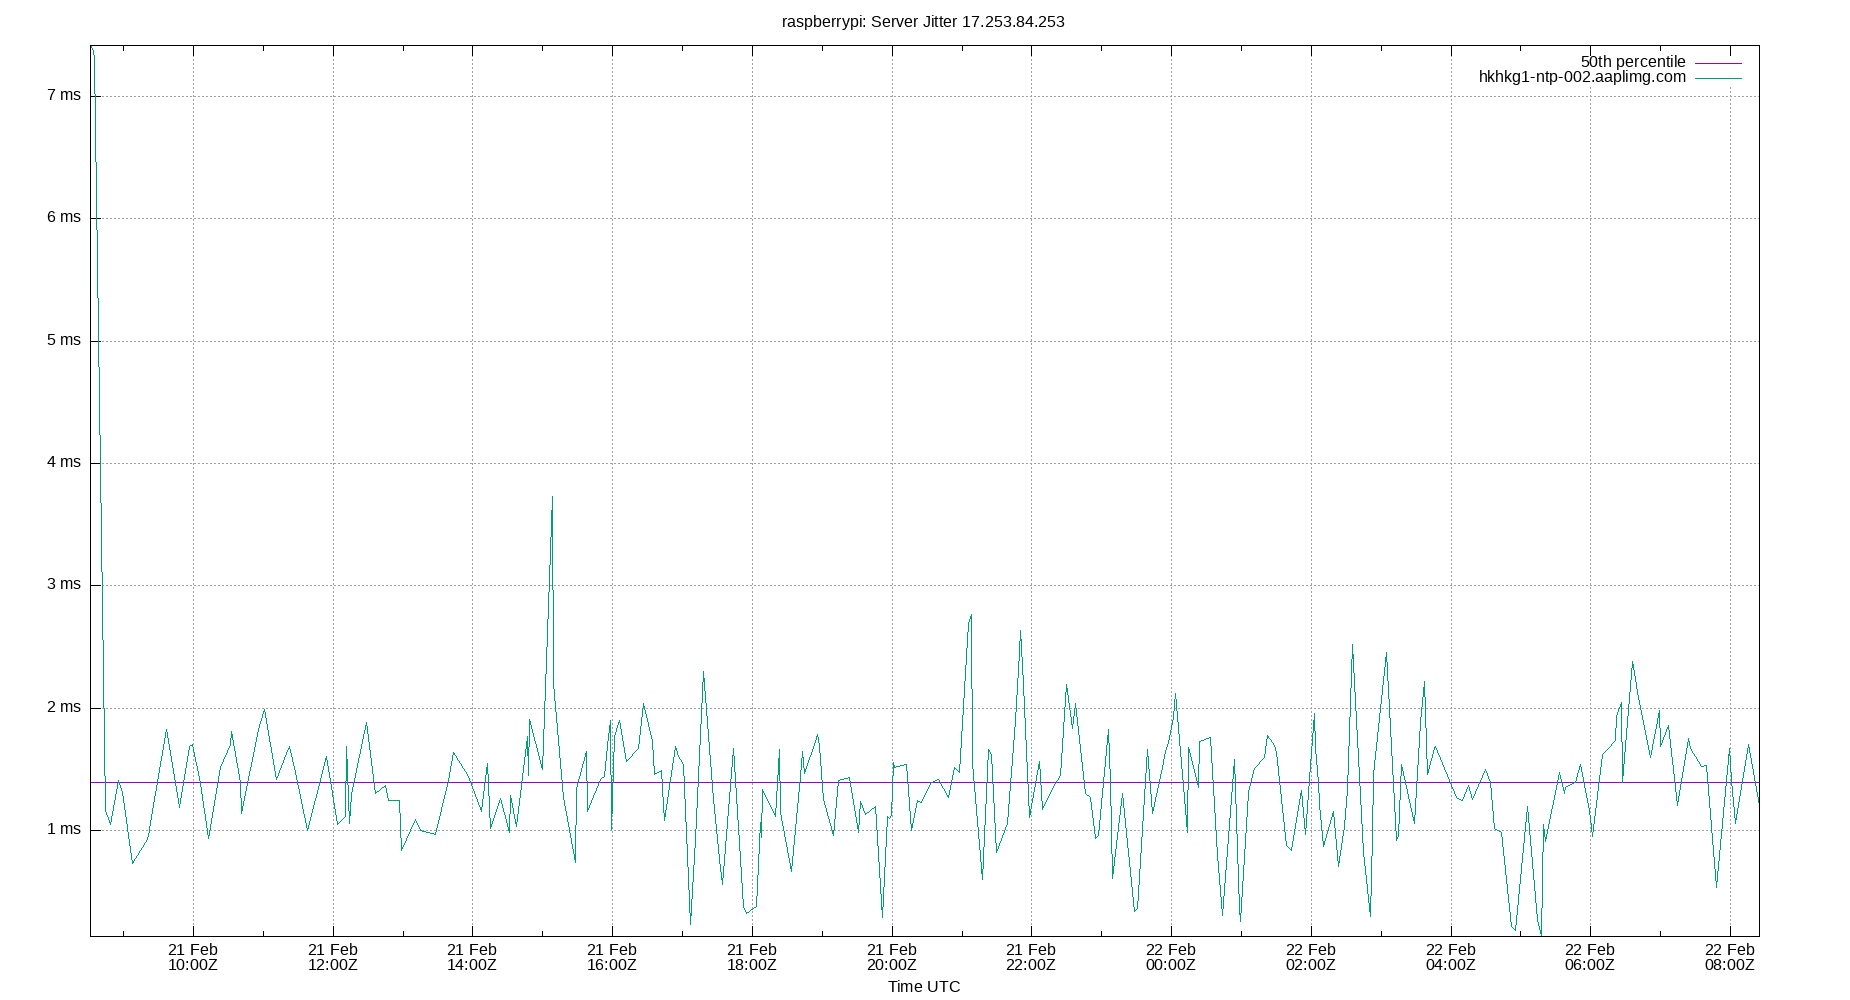 raspberrypi: Server Jitter 17.253.84.253
50th percentile
hkhkg1-ntp-002.aaplimg.com
7 ms
6 ms
5 ms
4 ms
3 ms
2 ms
1 ms
21 Feb 21 Feb 21 Feb 21 Feb 21 Feb 21 Feb 21 Feb 22 Feb 22 Feb 22 Feb 22 Feb 22 Feb
10:00Z 12:00Z 14:00Z 16:00Z 18:00Z 20:00Z 22:00Z 00:00Z 02:00Z 04:00Z 06:00Z 08:00Z
Time UTC